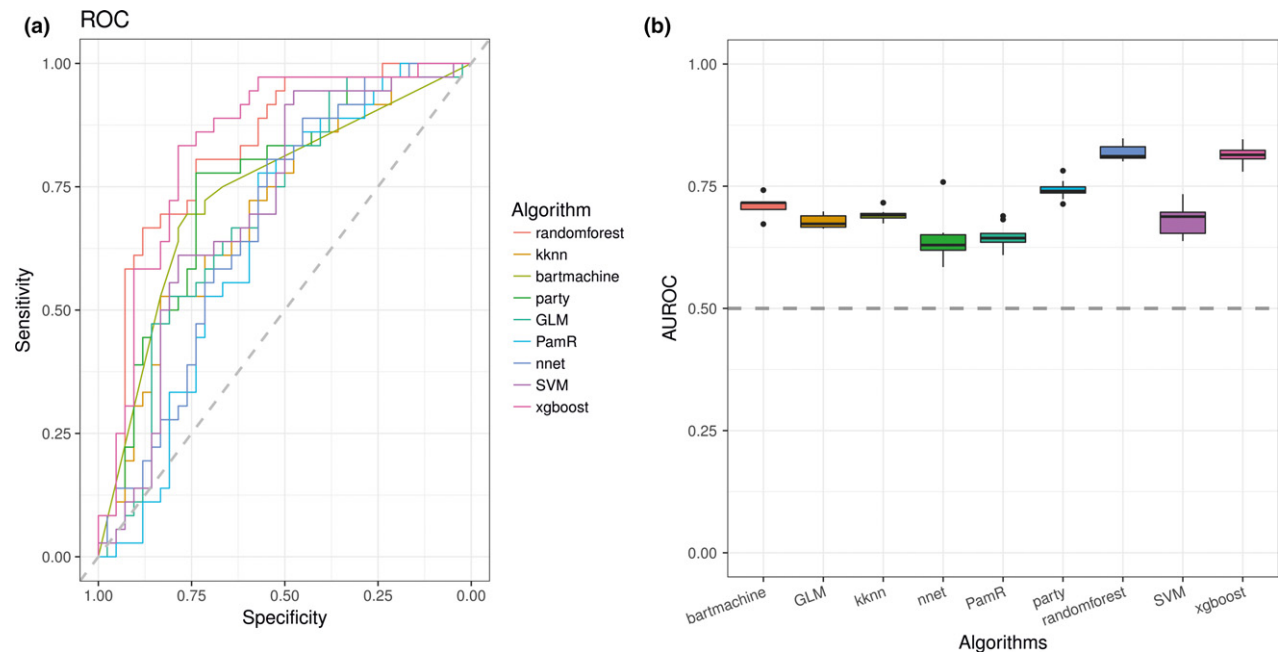 (a)
ROC
1.00
0.75
0.50
0.25
0.00
Sensitivity
1.00
0.75
0.50
0.25
0.00
Specificity
Algorithm
randomforest
kknn
bartmachine
party
GLM
PamR
nnet
SVM
xgboost
(b)
1.00
0.75
0.50
0.25
0.00
AUROC
bartmachine
GLM
kknn
nnet
PamR
party
randomforest
SVM
xgboost
Algorithms